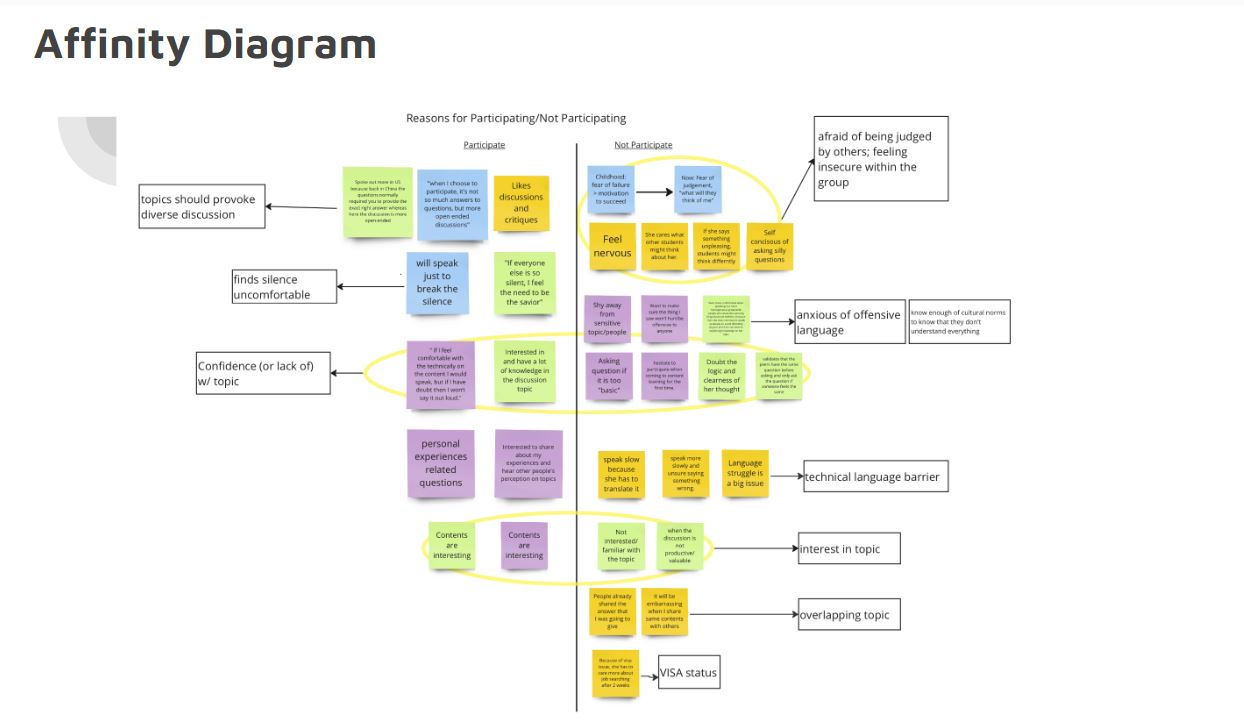 Affinity Diagram
Reasons for Participating/Not Participating
Participate
Not Participate
topics should provoke
diverse discussion
Spoke out more in US
because back in China the
questions normally
required you to provide the
exact right answer whereas
here the discussion is more
open ended
"when I choose to
participate, it's not
so much answers to
questions, but more
open ended
discussions"
Likes
discussions
and
critiques
Childhood:
fear of failure
> motivation
to succeed
Now: Fear of
judgement,
"what will they
think of me"
afraid of being judged
by others; feeling
insecure within the
group
Feel
nervous
She cares what
other students
might think
about her.
If she says
something
unpleasing,
students might
think differntly
Self
concisous of
asking silly
questions
finds silence
uncomfortable
will speak
just to
break the
silence
"If everyone
else is so
silent, I feel
the need to be
the savior"
Shy away
from
sensitive
topic/people
Want to make
sure the thing I
saw won't hurt/be
offensive to
anyone
anxious of offensive
language
know enough of cultural norms
to know that they don't
understand everything
Confidence (or lack of)
w/ topic
" If I feel
comfortable with
the technically on
the content I would
speak, but if I have
doubt then I won't
say it out loud."
Interested in
and have a lot
of knowledge in
the discussion
topic
Asking
question if
it is too
"basic"
Hesitate to
participate when
coming to content
learning for the
first time.
Doubt the
logic and
clearness of
her thought
validates that the
peers have the same
question before
asking and only ask
the question if
someone feels the
same
personal
experiences
related
questions
Interested to share
about my
experiences and
hear other people's
perception on topics
speak slow
because
she has to
translate it
speak more
slowly and
unsure saying
something
wrong.
Language
struggle is
a big issue
technical language barrier
Contents
are
interesting
Contents
are
interesting
Not
interested/
familiar with
the topic
when the
discussion is
not
productive/
valuable
interest in topic
People already
shared the
answer that
I was going to
give
It will be
embarrassing
when I share
same contents
with others
overlapping topic
Because of visa
issue, she has to
care more about
job searching
after 2 weeks
VISA status